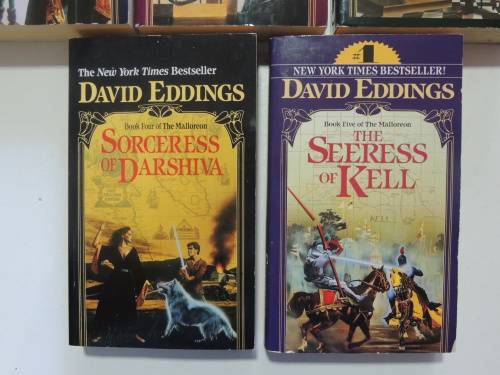 The New York Times Bestseller
DAVID EDDINGS
Book Four of The Malloreon
SORCERESS
OF DARSHIVA
#1
NEW YORK TIMES BESTSELLER!
DAVID EDDINGS
Book Five of The Malloreon
THE
SEERESS
OF KELL
KELL